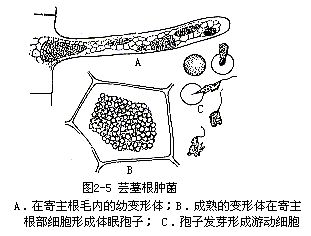 A
B
C
图2-5 芸薹根肿菌
A．在寄主根毛内的幼变形体；B．成熟的变形体在寄主
根部细胞形成体眠孢子； C．孢子发芽形成游动细胞